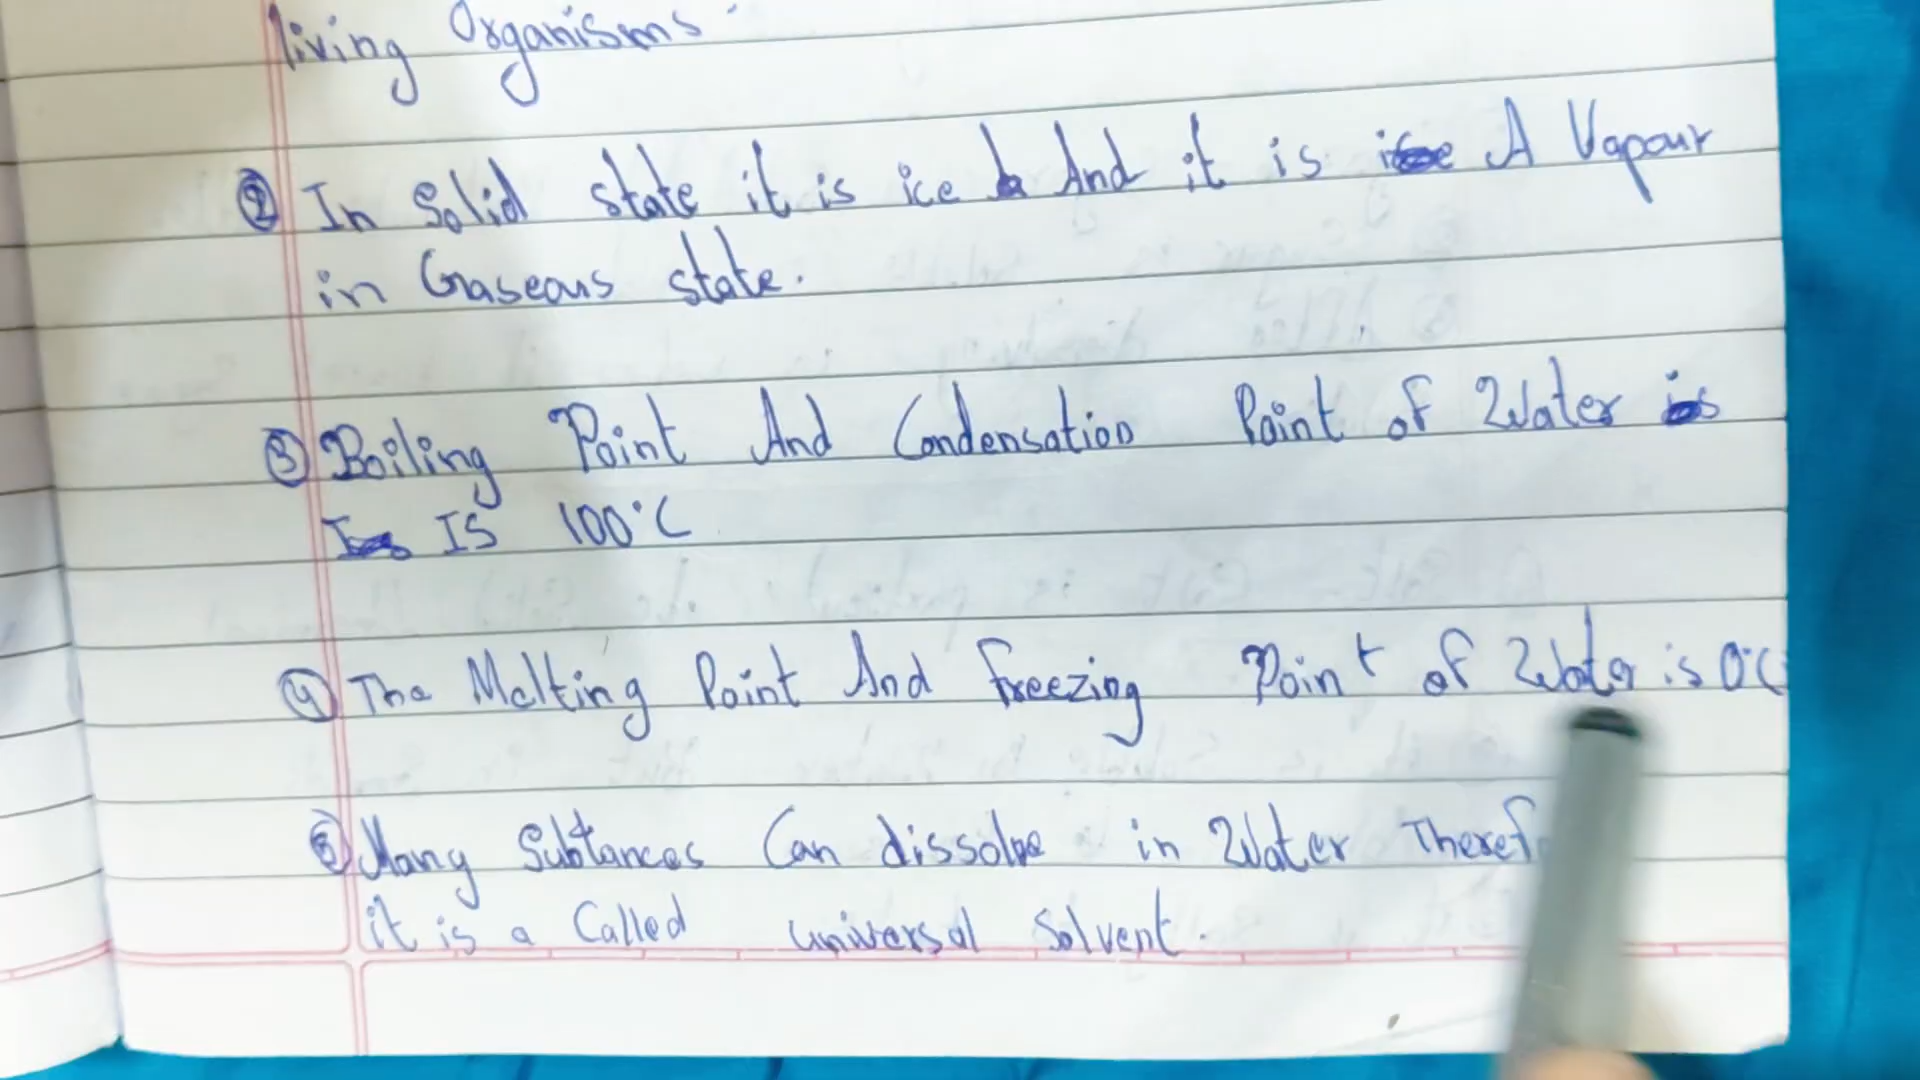 living Organisms.
② In Solid state it is ice And it is A Vapour
in Gaseous state.
③ Boiling Point And Condensation Point of Water
IS 100°C
④ The Melting Point And Freezing Point of Water is 0°C
⑤ Many Subtances Can dissolve in Water Theref
it is a Called universal Solvent.